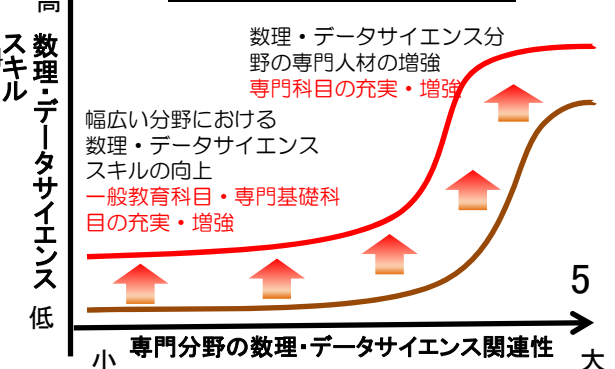 高
数理・データサイエンス
スキル
低
数理・データサイエンス分
野の専門人材の増強
専門科目の充実・増強
幅広い分野における
数理・データサイエンス
スキルの向上
一般教育科目・専門基礎科
目の充実・増強
5
小
専門分野の数理・データサイエンス関連性
大